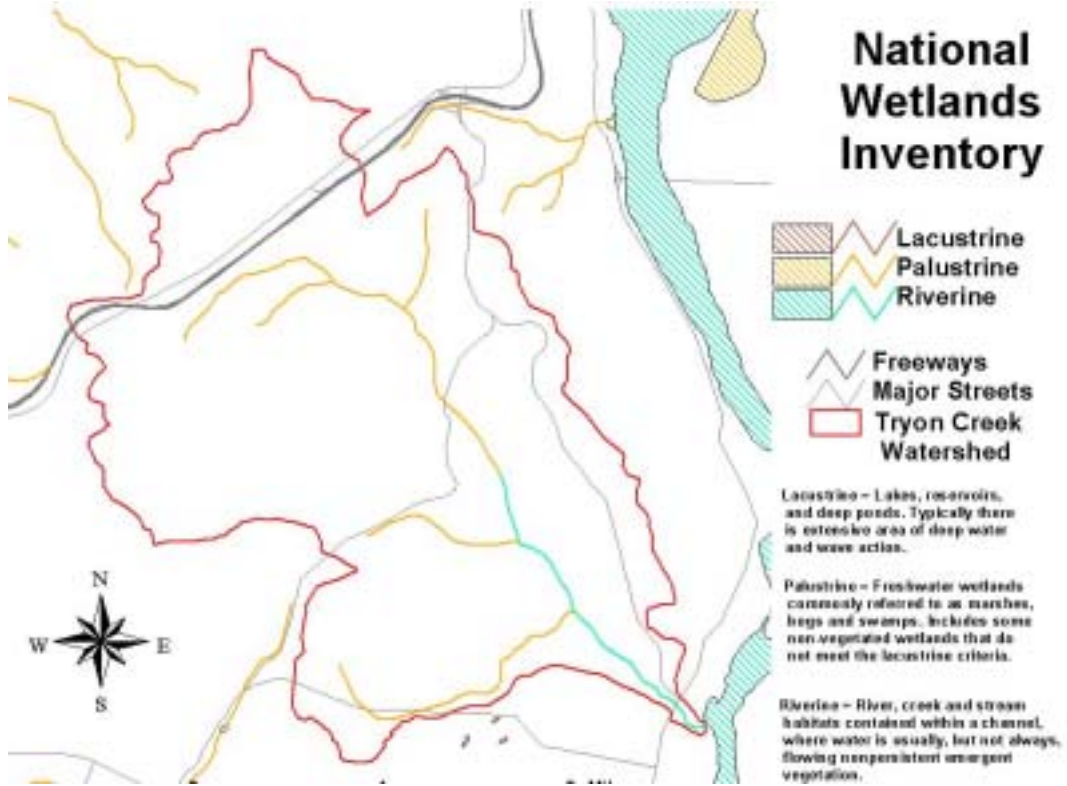 National
Wetlands
Inventory
Lacustrine
Palustrine
Riverine
Freeways
Major Streets
Tryon Creek
Watershed
Lacustrine – Lakes, reservoirs,
and deep ponds. Typically there
is extensive area of deep water
and wave action.
Palustrine – Freshwater wetlands
commonly referred to as marshes,
bogs and swamps. Includes some
non-vegetated wetlands that do
not meet the lacustrine criteria.
Riverine – River, creek and stream
habitats contained within a channel,
where water is usually, but not always,
flowing nonpersistent emergent
vegetation.
N
W E
S